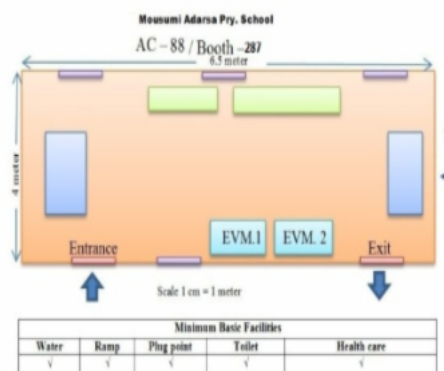 Mousumi Adarsa Pry. School
AC – 88 / Booth –287
6.5 meter
4 meter
EVM.1 EVM. 2
Entrance Exit
Scale 1 cm = 1 meter
Minimum Basic Facilities
Water Ramp Plug point Toilet Health care
√ √ √ √ √